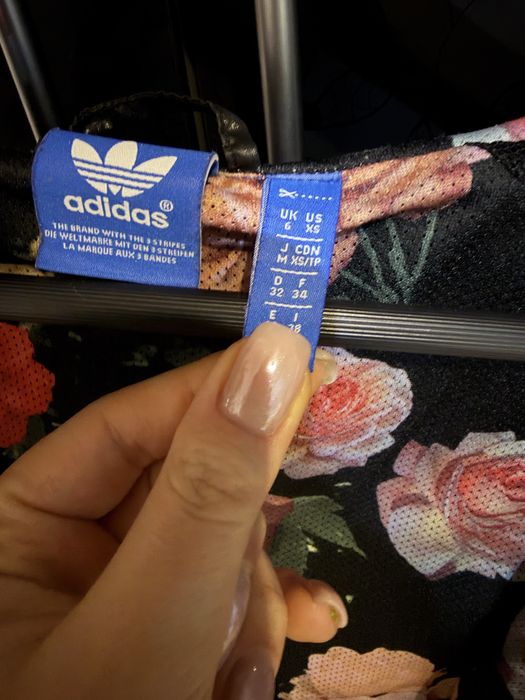 adidas®
THE BRAND WITH THE 3 STRIPES
DIE WELTMARKE MIT DEN 3 STREIFEN
LA MARQUE AUX 3 BANDES
UK US
6 XS
J CDN
M XS/TP
D F
32 34
E I
38